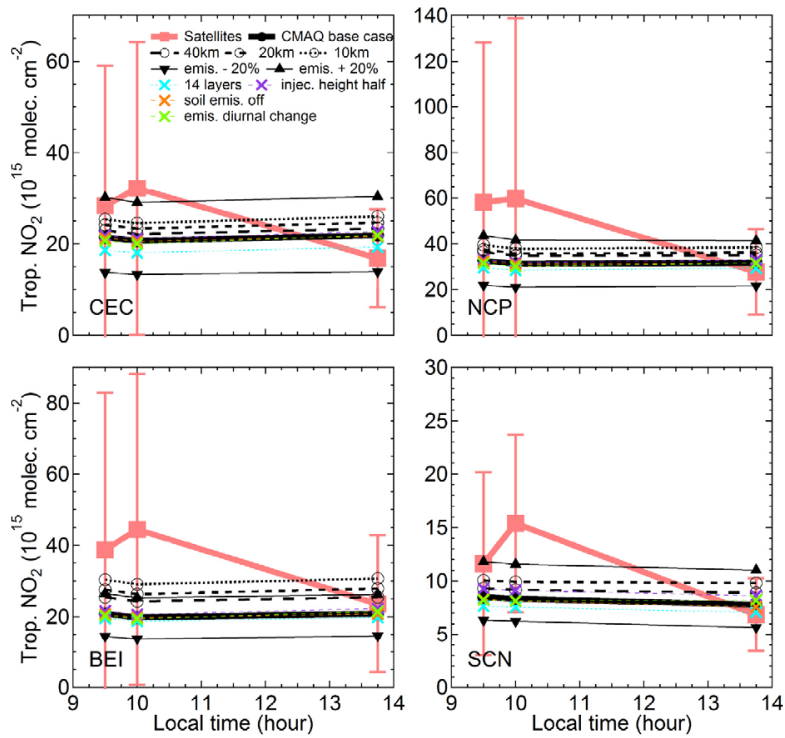 Satellites CMAQ base case
40km 20km 10km
emis. - 20% emis. + 20%
14 layers injec. height half
soil emis. off
emis. diurnal change
Trop. NO2 (10^15 molec. cm^-2)
60
40
20
0
CEC
140
120
100
80
60
40
20
0
NCP
Trop. NO2 (10^15 molec. cm^-2)
80
60
40
20
0
BEI
9 10 11 12 13 14
Local time (hour)
30
25
20
15
10
5
0
SCN
9 10 11 12 13 14
Local time (hour)